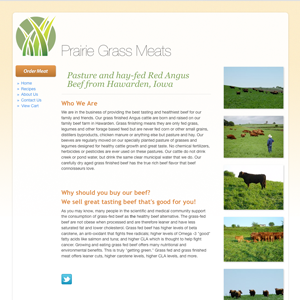 Prairie Grass Meats
Order Meat
Home
Recipes
About Us
Contact Us
View Cart
Pasture and hay-fed Red Angus
Beef from Hawarden, Iowa
Who We Are
We are in the business of providing the best tasting and healthiest beef for our
family and friends. Our grass finished Angus cattle are born and raised on our
family beef farm in Hawarden. Grass finishing means they are only fed grass,
legumes and other forage based feed but are never fed corn or other small grains,
distillers byproducts, chicken manure or anything else but pasture and hay. Our
beeves are regularly moved on our specially planted pasture of grasses and
legumes designed for healthy cattle growth and great taste. No chemical fertilizers,
herbicides or pesticides are ever used on these pastures. Our cattle do not drink
creek or pond water but drink the same clear municipal water that we do. Our
carefully dry aged grass finished beef has the true rich beef flavor that beef
connoisseurs love.
Why should you buy our beef?
We sell great tasting beef that's good for you!
As you may know, many people in the scientific and medical community support
the consumption of grass-fed beef as the healthy beef alternative. The grass-fed
beef are not obese when processed and are therefore leaner and have less
saturated fat and lower cholesterol. Grass fed beef has higher levels of beta
carotene, an anti-oxidant that fights free radicals, higher levels of Omega -3 "good"
fatty acids like salmon and tuna, and higher CLA which is thought to help fight
cancer. Growing and eating grass fed beef offers many nutritional and
environmental benefits. This is truly "getting green." Grass fed and grass finished
meat offers leaner cuts, higher carotene levels, higher CLA levels, and more.